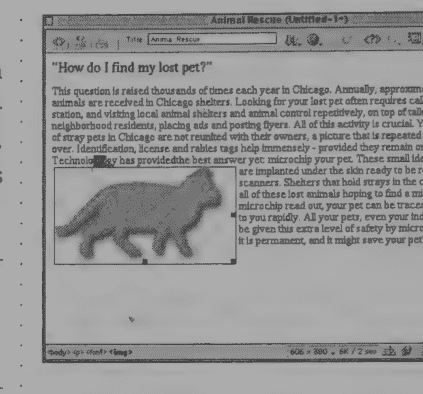 Animal Rescue (Untitled-1*)
Title Animal Rescue
"How do I find my lost pet?"
This question is raised thousands of times each year in Chicago. Annually, approxim
animals are received in Chicago shelters. Looking for your lost pet often requires cal
station, and visiting local animal shelters and animal control repetitively, on top of talk
neighborhood residents, placing ads and posting flyers. All of this activity is crucial. Y
of stray pets in Chicago are not reunited with their owners, a picture that is repeated
over. Identification, license and rabies tags help immensely - provided they remain on
Technology has providedthe best answer yet: microchip your pet. These small ide
are implanted under the skin ready to be r
scanners. Shelters that hold strays in the c
all of these lost animals hoping to find a mi
microchip read out, your pet can be trace
to you rapidly. All your pets, even your ind
be given this extra level of safety by micro
it is permanent, and it might save your pet'
<body> <p> <font> <img>
606 x 880 6K / 2 sec